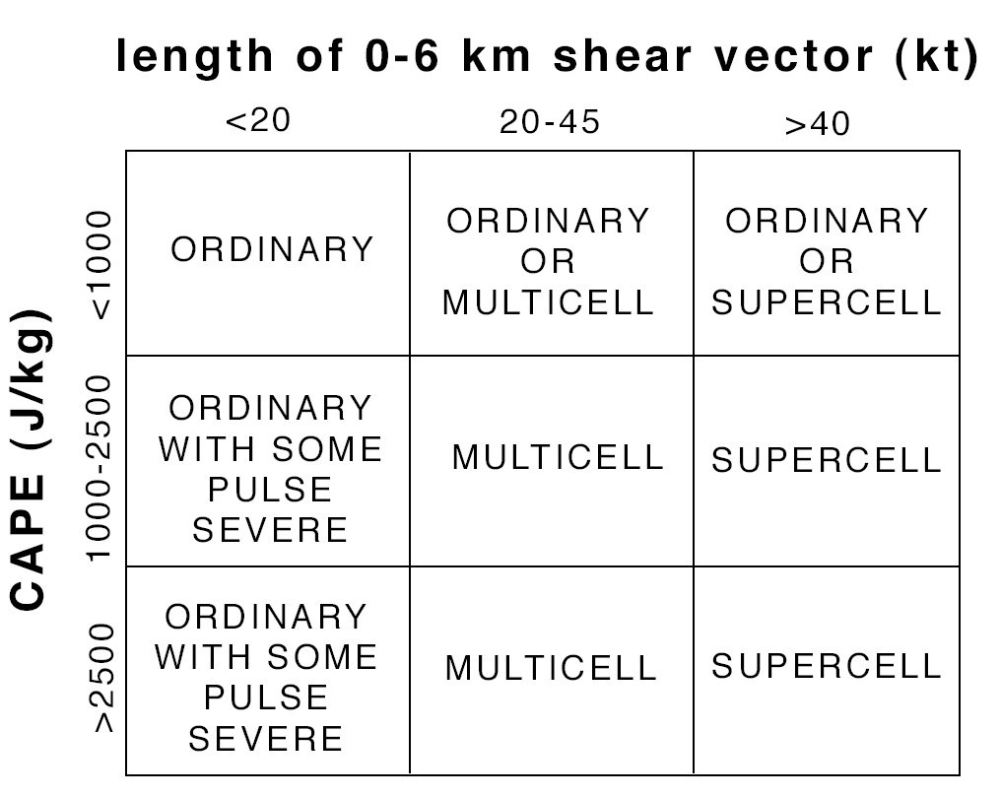 length of 0-6 km shear vector (kt)
<20
20-45
>40
CAPE (J/kg)
<1000
ORDINARY
ORDINARY
OR
MULTICELL
ORDINARY
OR
SUPERCELL
1000-2500
ORDINARY
WITH SOME
PULSE
SEVERE
MULTICELL
SUPERCELL
>2500
ORDINARY
WITH SOME
PULSE
SEVERE
MULTICELL
SUPERCELL